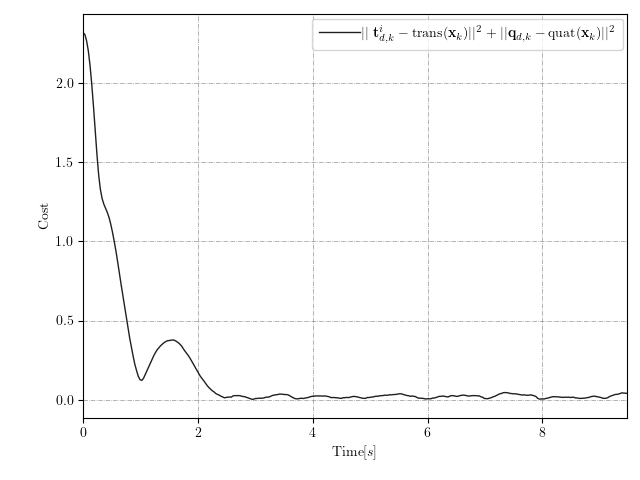 || t^i_{d,k} − trans(x_k)||² + ||q_{d,k} − quat(x_k)||²
2.0
1.5
1.0
0.5
0.0
Cost
0 2 4 6 8
Time[s]